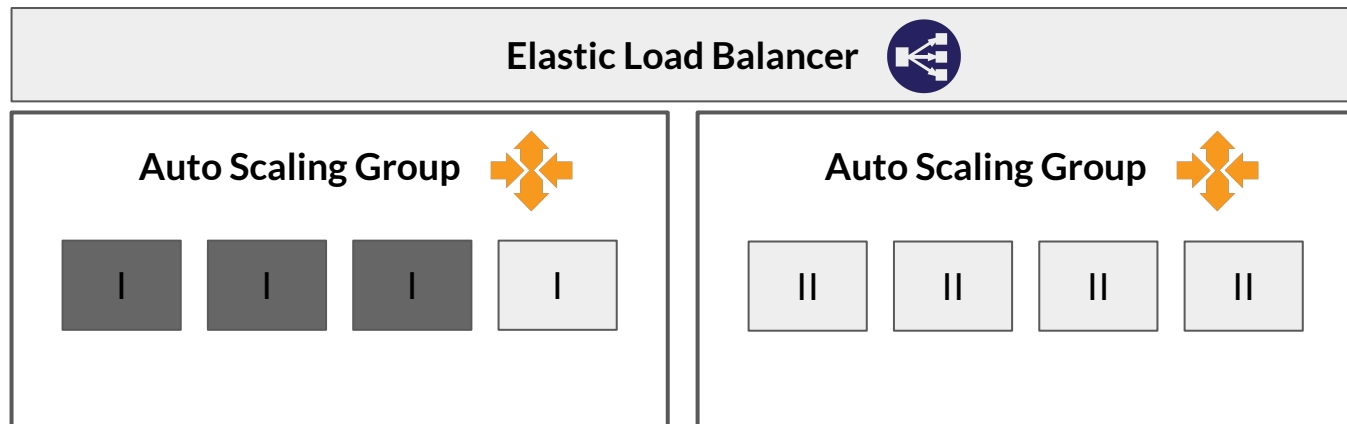 Elastic Load Balancer
Auto Scaling Group
Auto Scaling Group
I I I I
II II II II